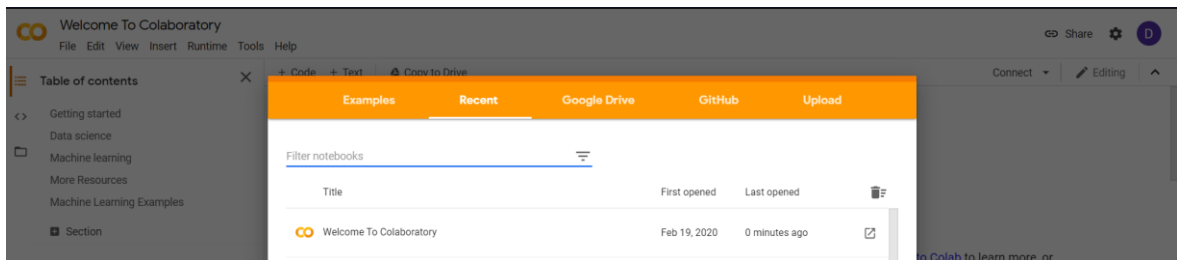 Welcome To Colaboratory
File Edit View Insert Runtime Tools Help
Share
D
Table of contents
+ Code + Text Copy to Drive
Connect
Editing
Getting started
Data science
Machine learning
More Resources
Machine Learning Examples
Section
Examples Recent Google Drive GitHub Upload
Filter notebooks
Title First opened Last opened
Welcome To Colaboratory Feb 19, 2020 0 minutes ago
to Colab to learn more, or